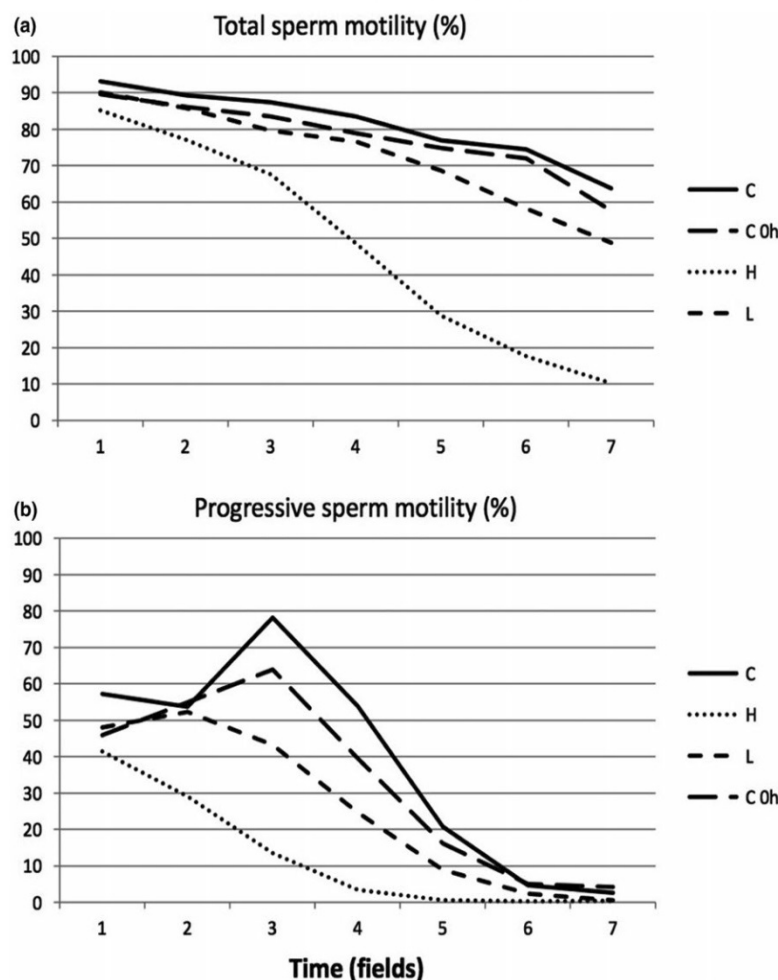 (a)
Total sperm motility (%)
100
90
80
70
60
50
40
30
20
10
0
1 2 3 4 5 6 7
C
C 0h
H
L
(b)
Progressive sperm motility (%)
100
90
80
70
60
50
40
30
20
10
0
1 2 3 4 5 6 7
C
H
L
C 0h
Time (fields)